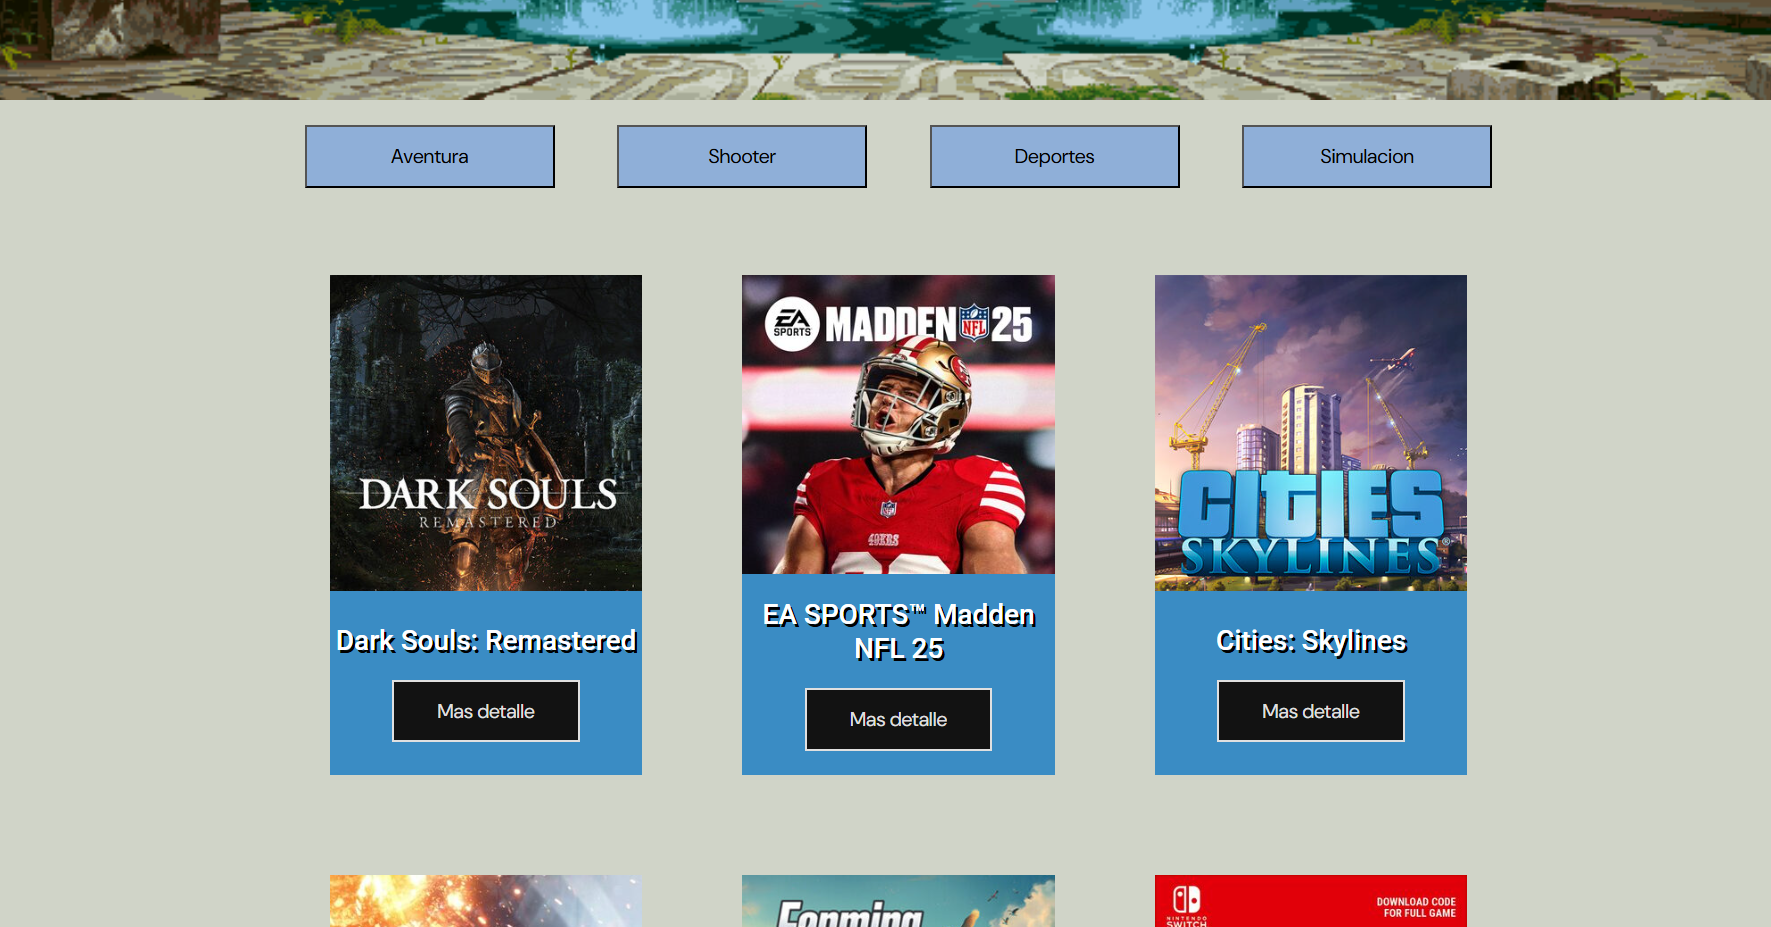 Aventura
Shooter
Deportes
Simulacion
DARK SOULS
REMASTERED
EA
SPORTS
MADDEN NFL 25
NFL
49ERS
CITIES
SKYLINES®
Dark Souls: Remastered
EA SPORTS™ Madden
NFL 25
Cities: Skylines
Mas detalle
Mas detalle
Mas detalle
Farming
NINTENDO
SWITCH
DOWNLOAD CODE
FOR FULL GAME